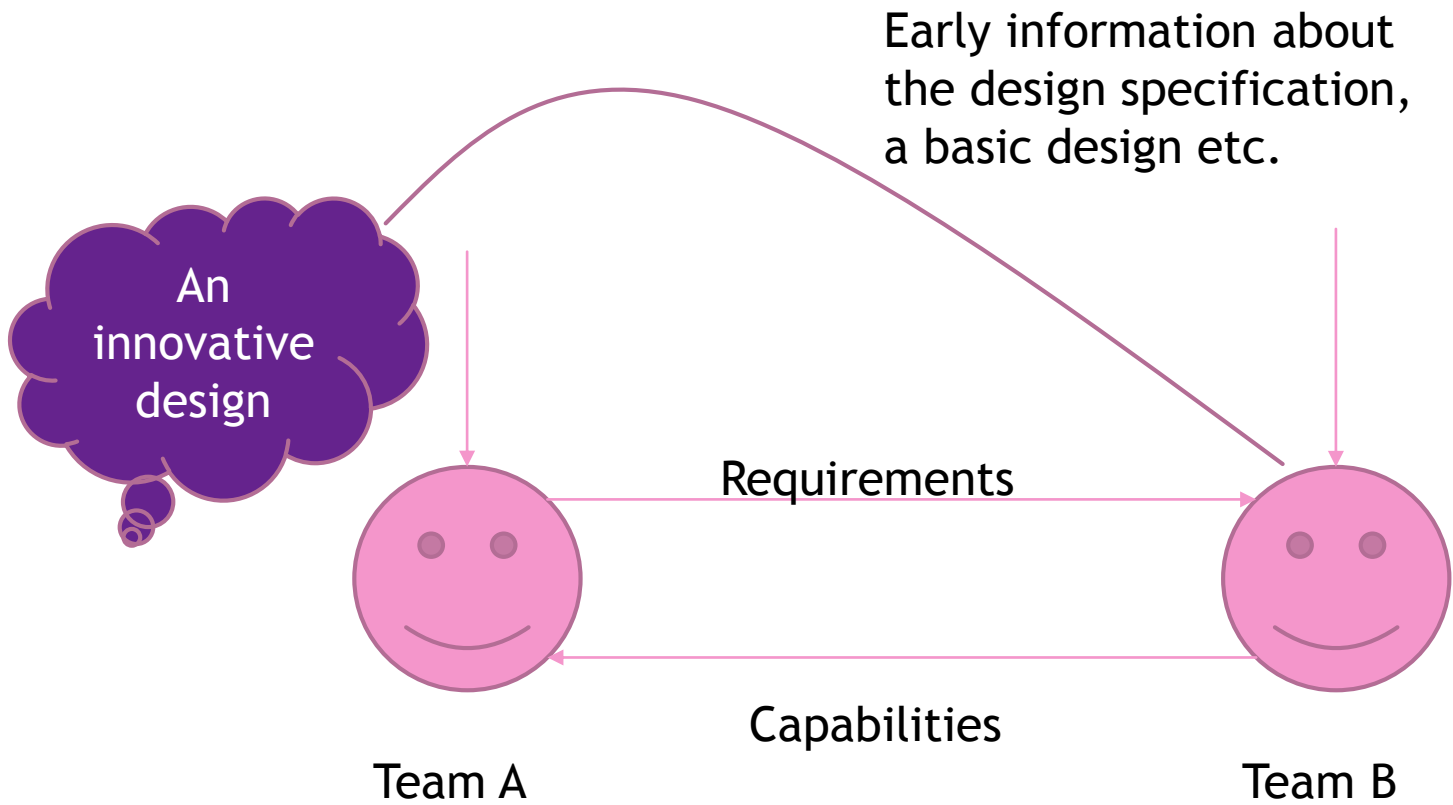 Early information about
the design specification,
a basic design etc.
An
innovative
design
Requirements
Capabilities
Team A
Team B